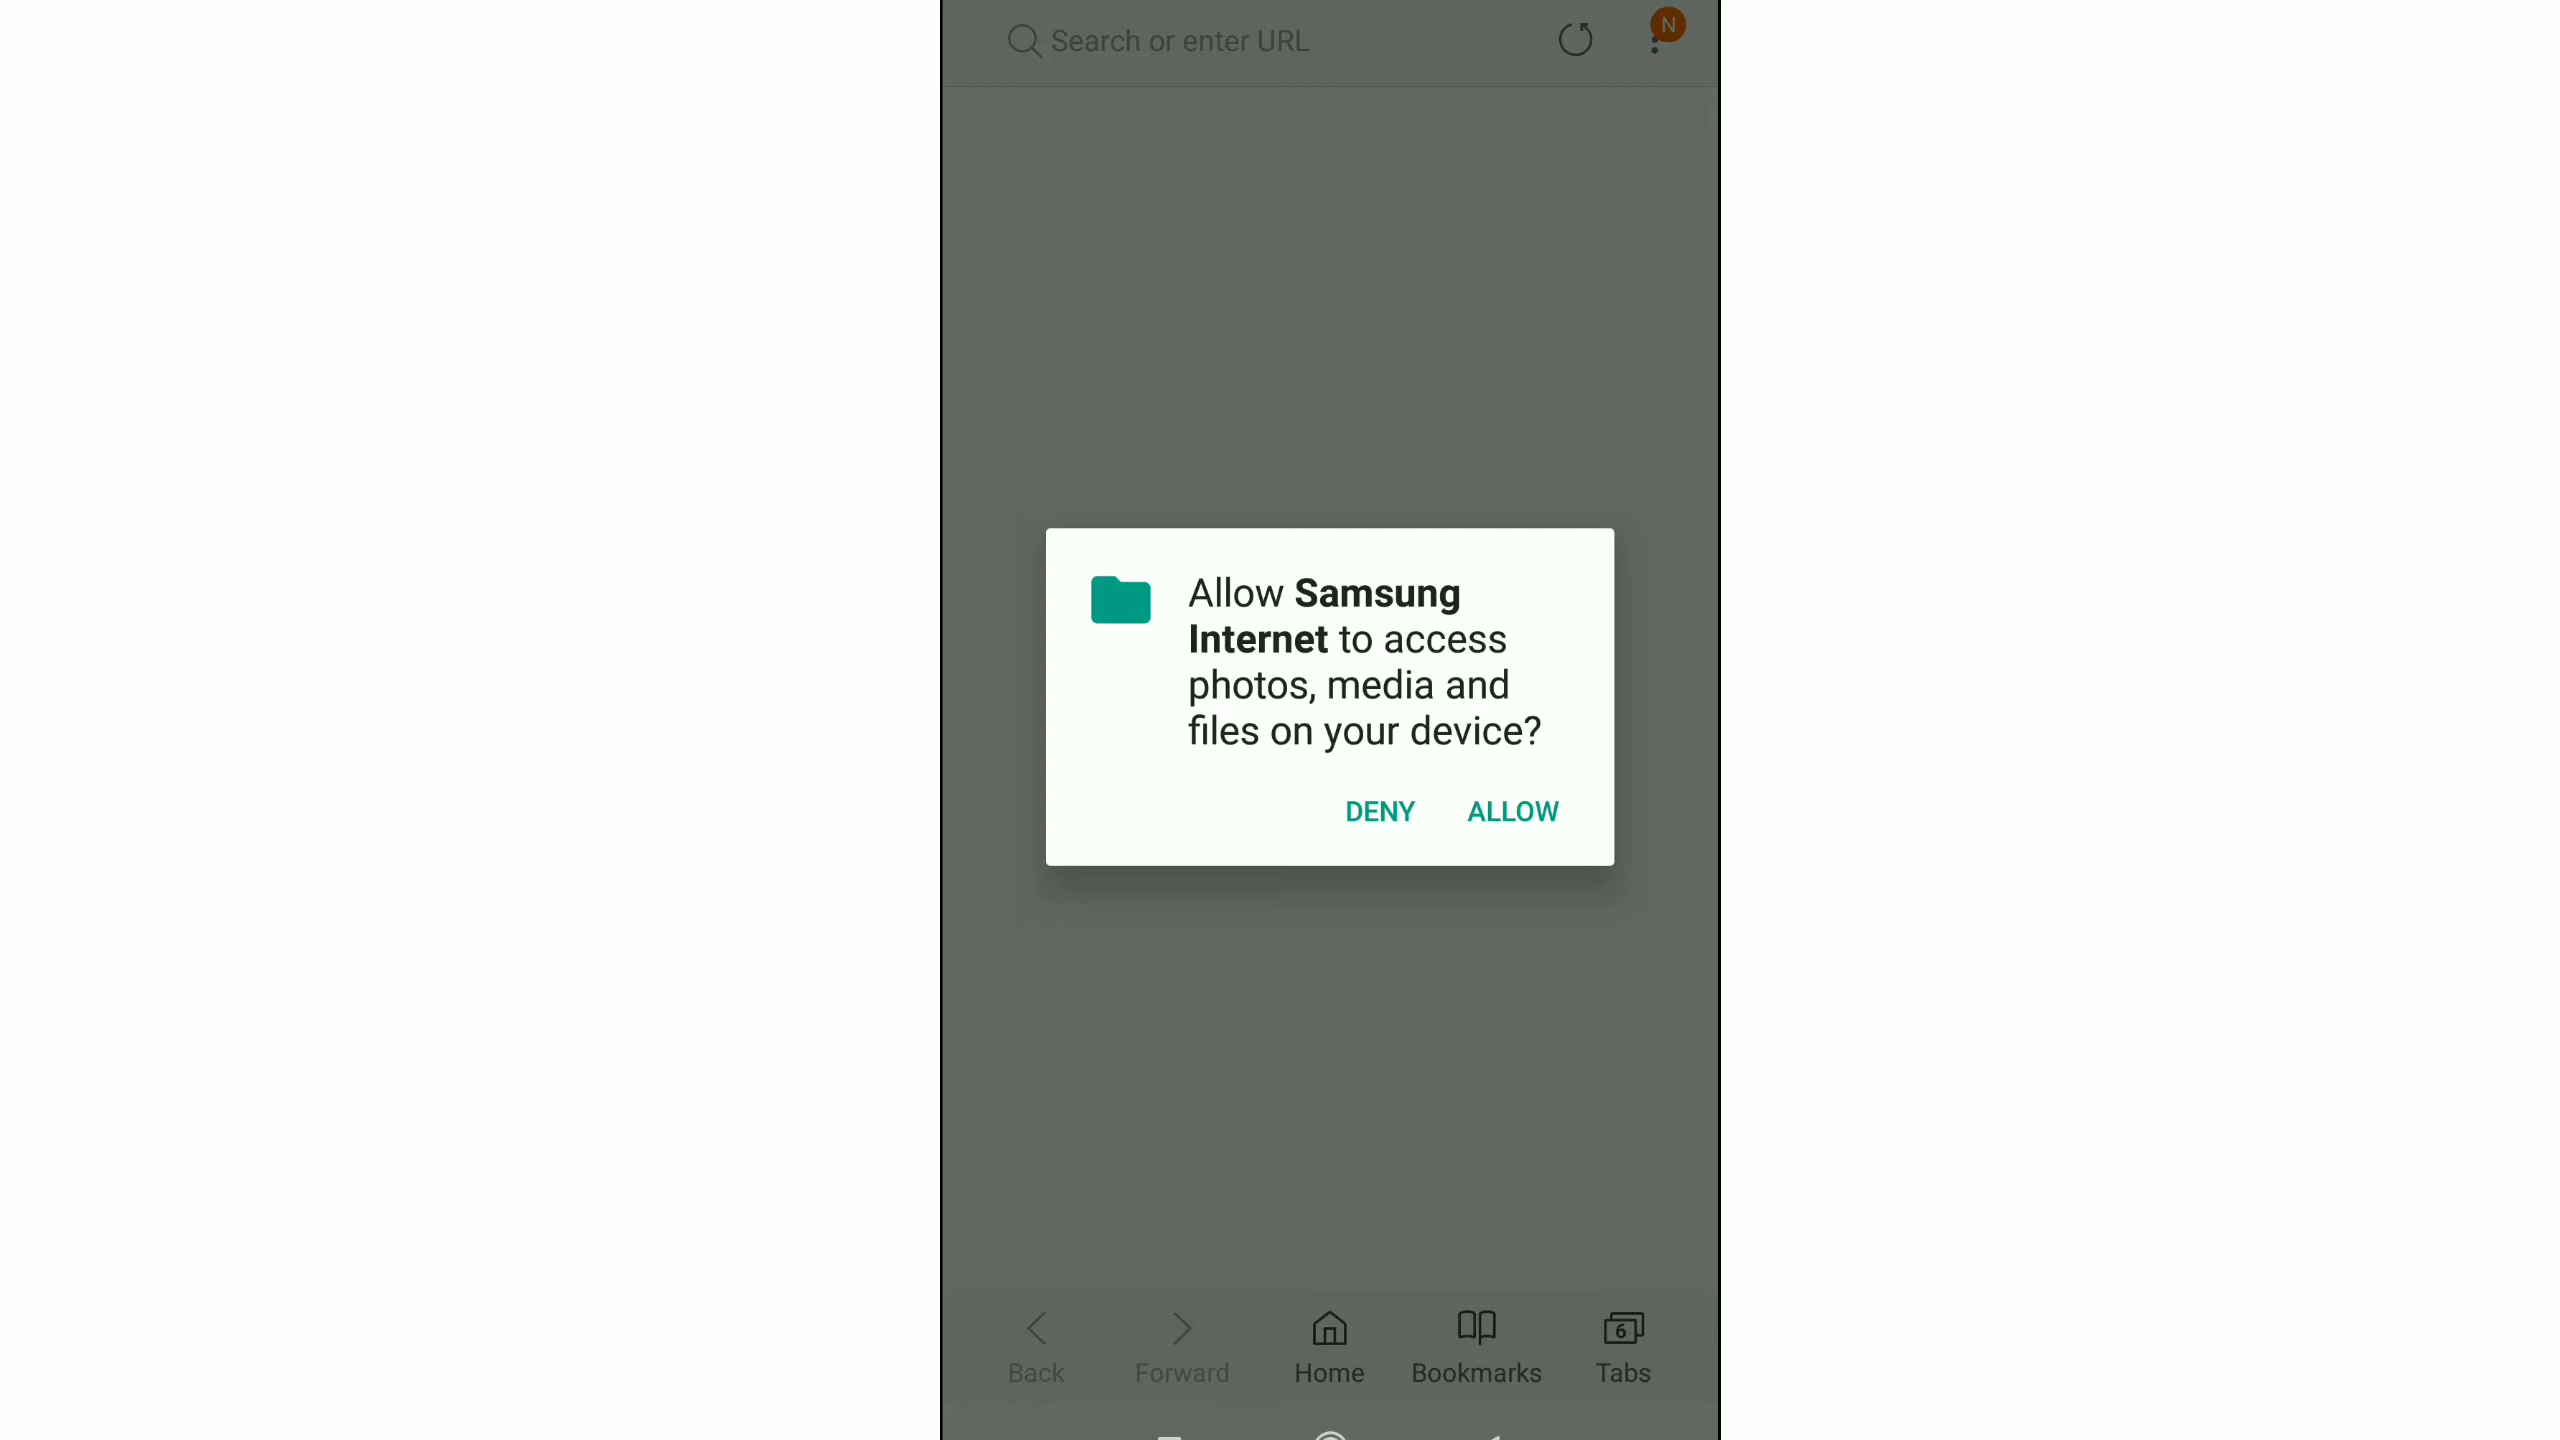 Search or enter URL
N
Allow Samsung
Internet to access
photos, media and
files on your device?
DENY ALLOW
6
Back Forward Home Bookmarks Tabs